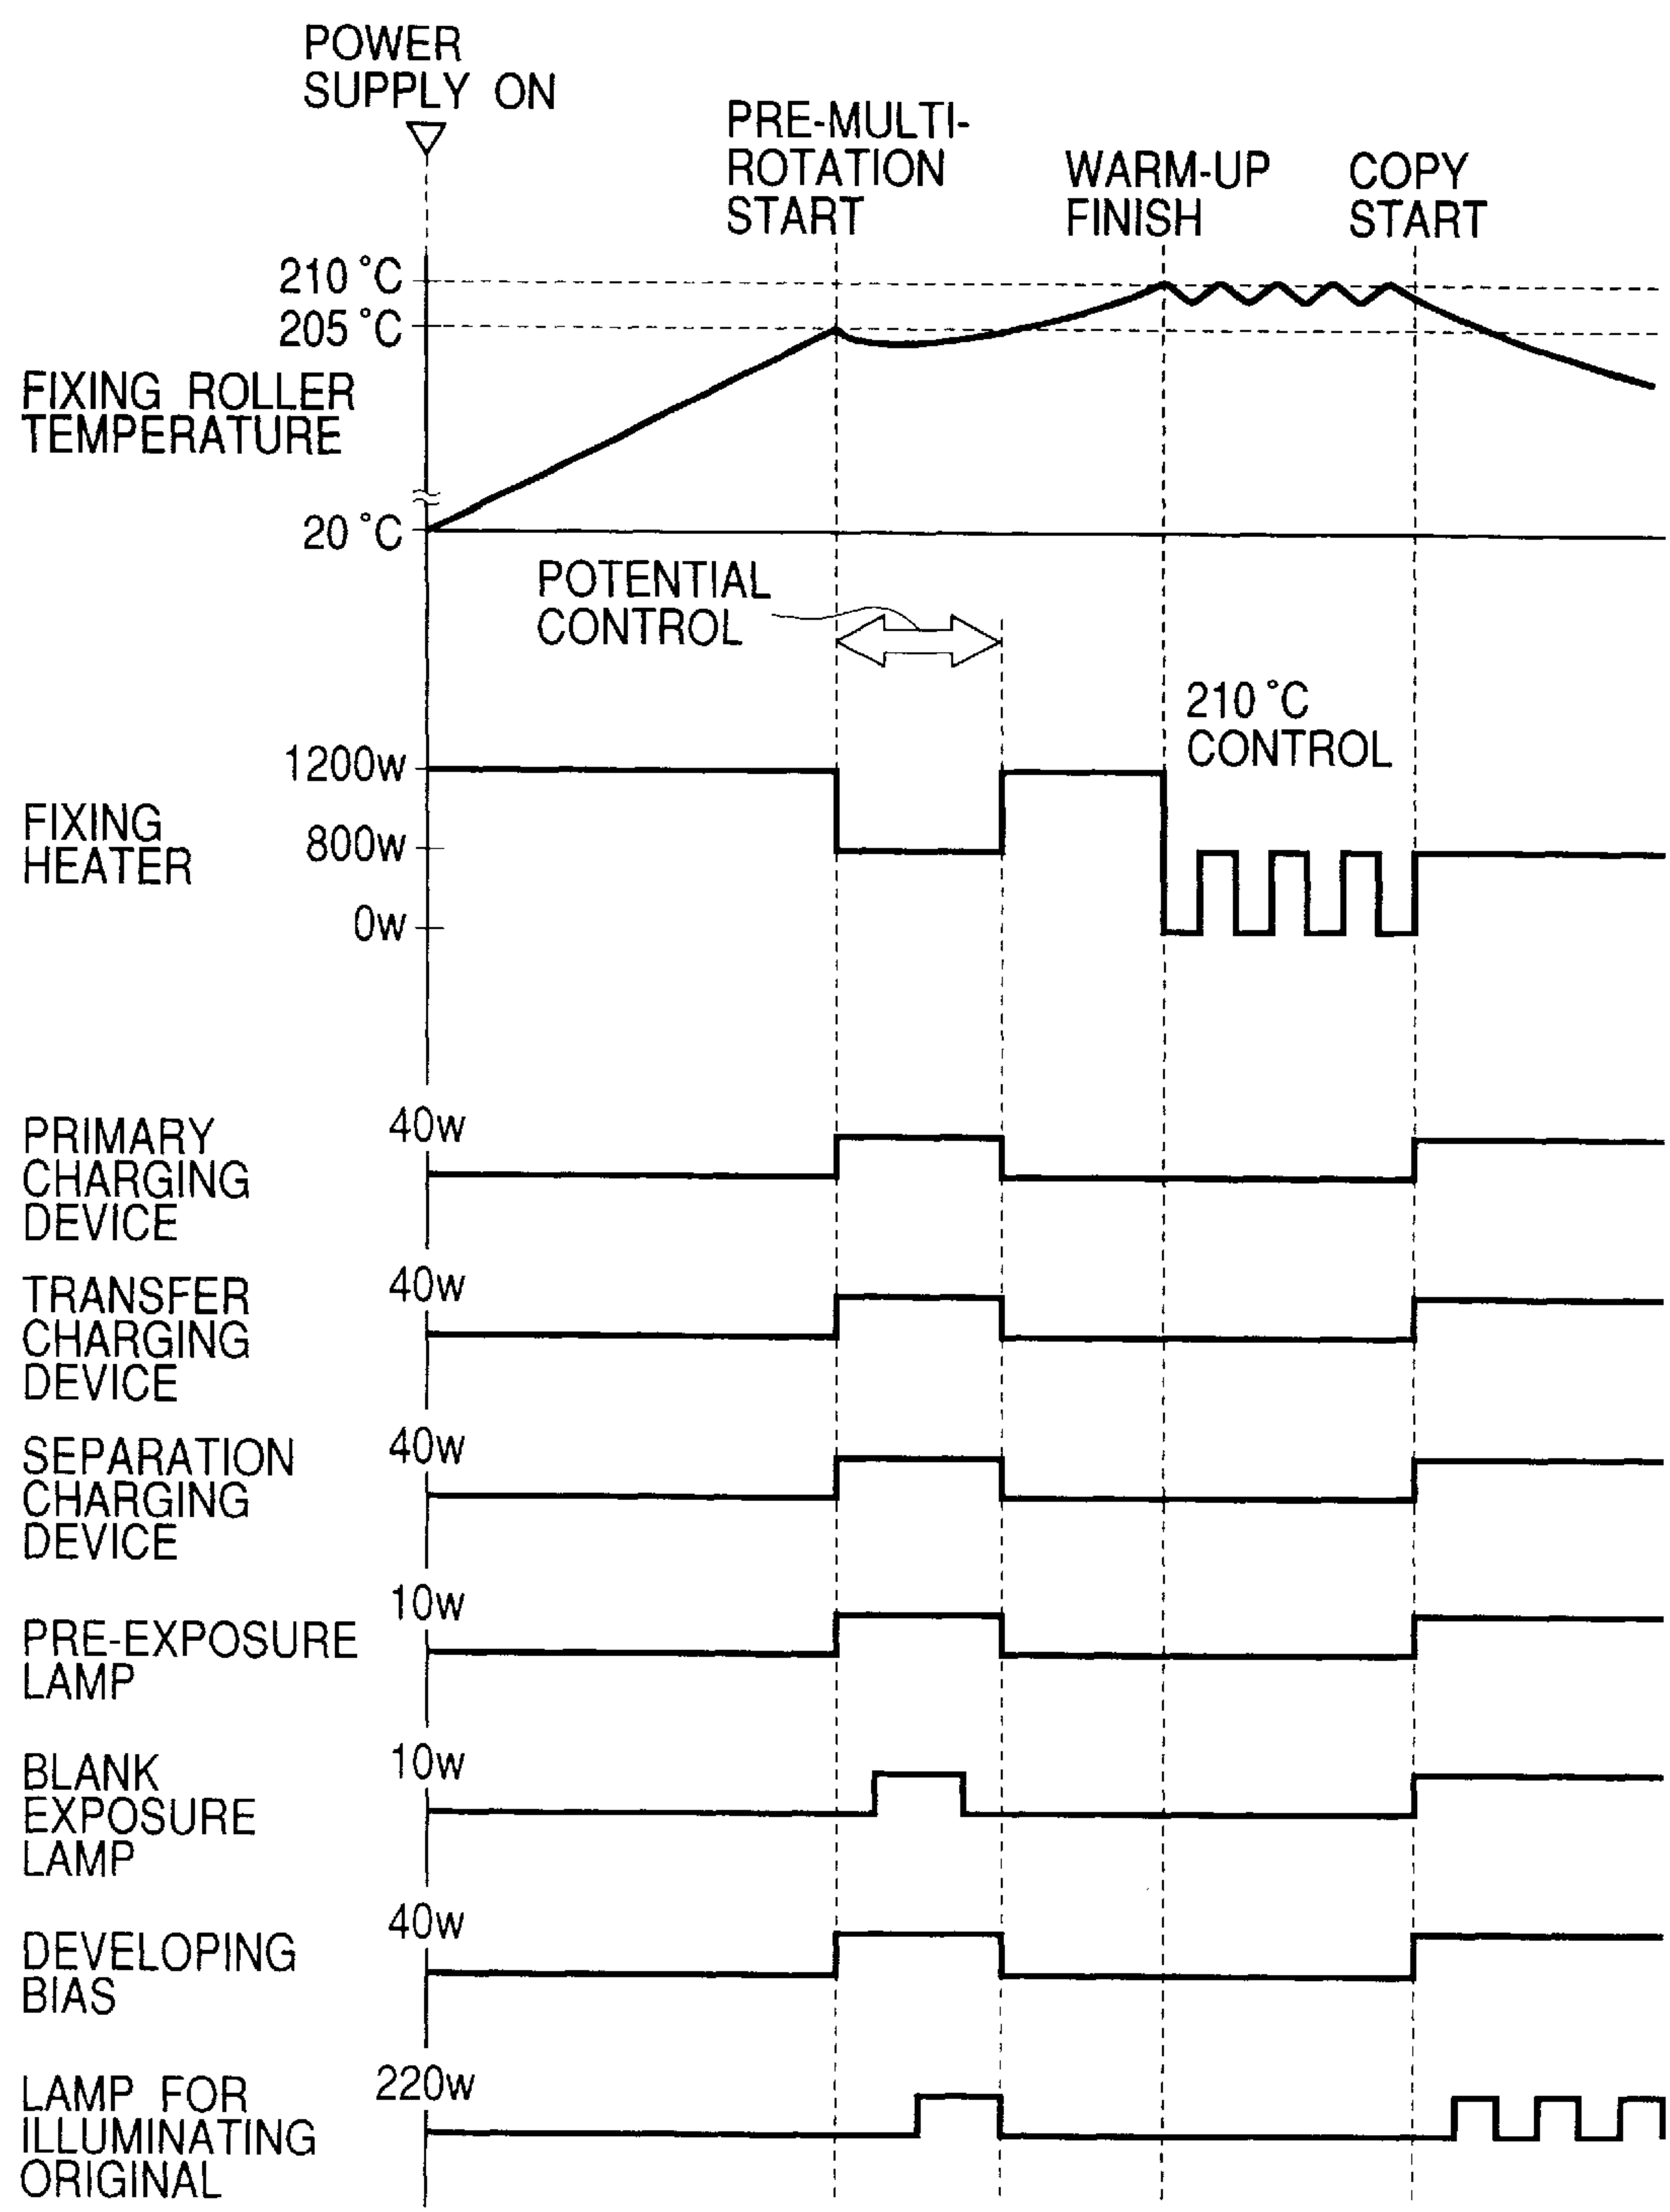 POWER
SUPPLY ON
PRE-MULTI-
ROTATION
START
WARM-UP
FINISH
COPY
START
210°C
205°C
FIXING ROLLER
TEMPERATURE
20°C
POTENTIAL
CONTROL
210°C
CONTROL
1200w
FIXING
HEATER
800w
0w
PRIMARY
CHARGING
DEVICE
40w
TRANSFER
CHARGING
DEVICE
40w
SEPARATION
CHARGING
DEVICE
40w
PRE-EXPOSURE
LAMP
10w
BLANK
EXPOSURE
LAMP
10w
DEVELOPING
BIAS
40w
LAMP FOR
ILLUMINATING
ORIGINAL
220w